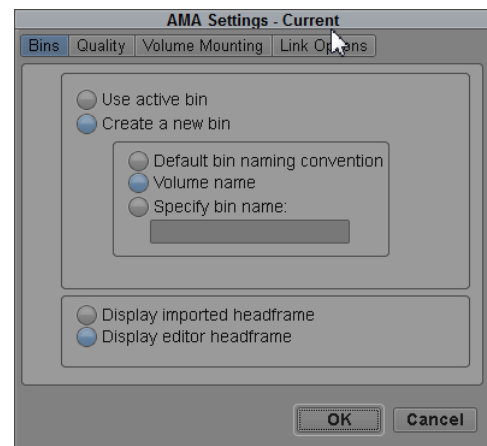 AMA Settings - Current
Bins Quality Volume Mounting Link Options
Use active bin
Create a new bin
Default bin naming convention
Volume name
Specify bin name:
Display imported headframe
Display editor headframe
OK Cancel